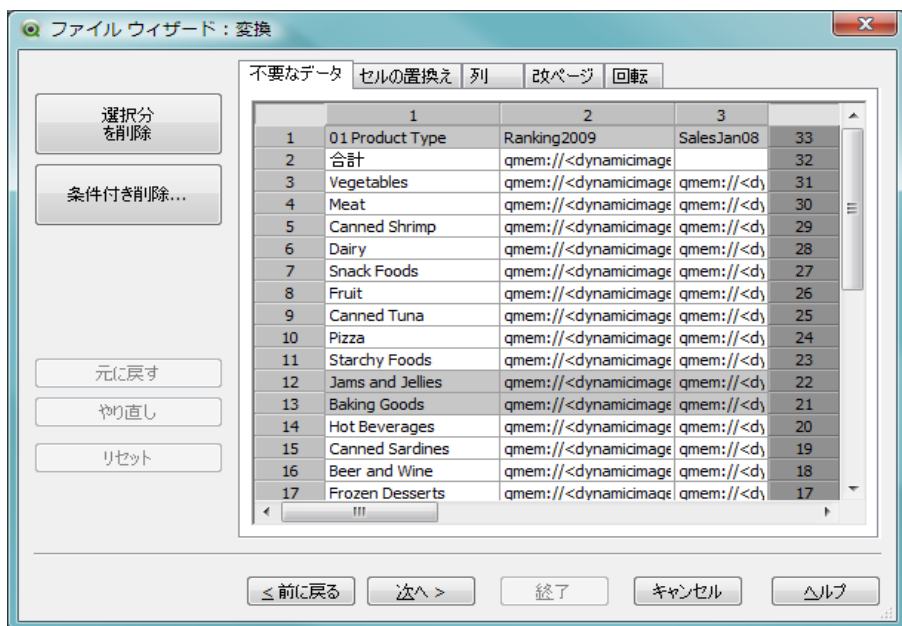 ファイル ウィザード：変換
不要なデータ セルの置換え 列 改ページ 回転
選択分
を削除
条件付き削除...
元に戻す
やり直し
リセット
1 2 3
1 01 Product Type Ranking2009 SalesJan08 33
2 合計 qmem://<dynamicimage 32
3 Vegetables qmem://<dynamicimage qmem://<dy 31
4 Meat qmem://<dynamicimage qmem://<dy 30
5 Canned Shrimp qmem://<dynamicimage qmem://<dy 29
6 Dairy qmem://<dynamicimage qmem://<dy 28
7 Snack Foods qmem://<dynamicimage qmem://<dy 27
8 Fruit qmem://<dynamicimage qmem://<dy 26
9 Canned Tuna qmem://<dynamicimage qmem://<dy 25
10 Pizza qmem://<dynamicimage qmem://<dy 24
11 Starchy Foods qmem://<dynamicimage qmem://<dy 23
12 Jams and Jellies qmem://<dynamicimage qmem://<dy 22
13 Baking Goods qmem://<dynamicimage qmem://<dy 21
14 Hot Beverages qmem://<dynamicimage qmem://<dy 20
15 Canned Sardines qmem://<dynamicimage qmem://<dy 19
16 Beer and Wine qmem://<dynamicimage qmem://<dy 18
17 Frozen Desserts qmem://<dynamicimage qmem://<dy 17
< 前に戻る 次へ > 終了 キャンセル ヘルプ